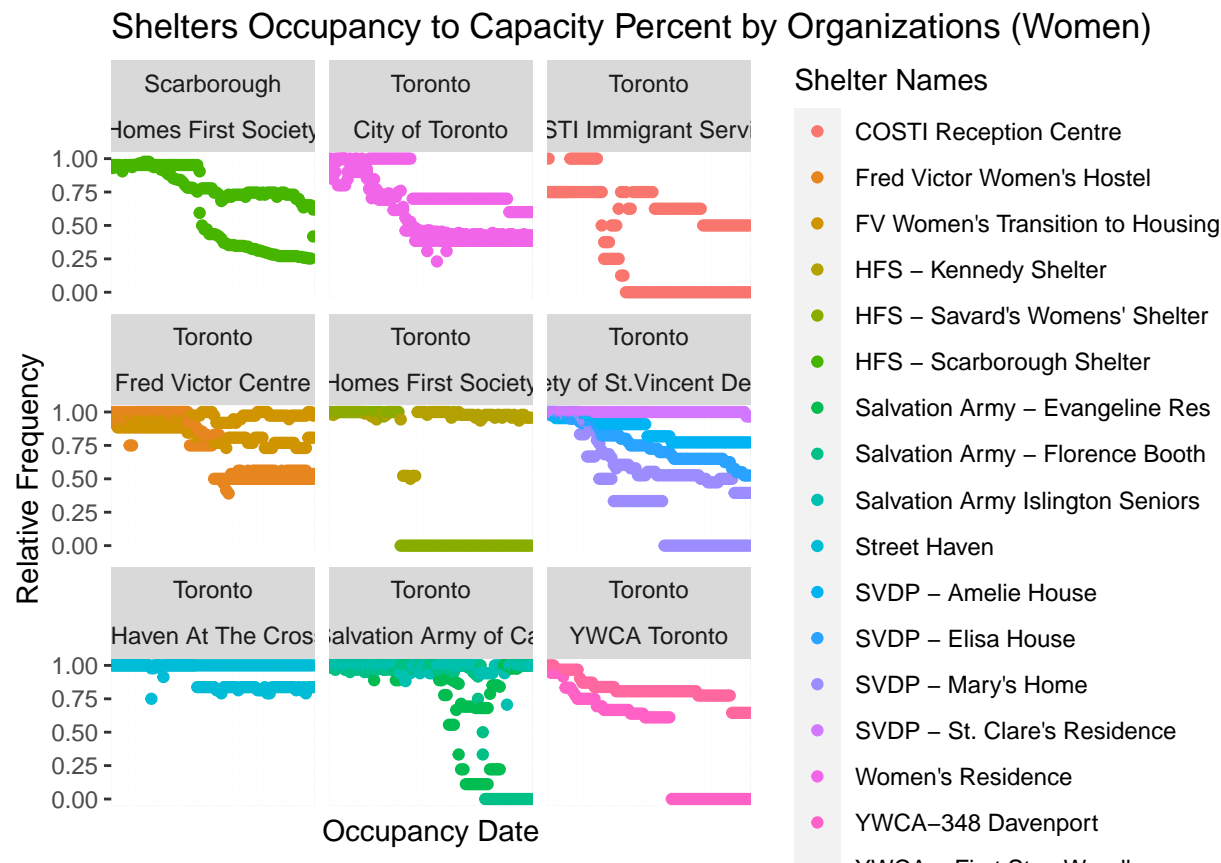 Shelters Occupancy to Capacity Percent by Organizations (Women)
Scarborough
Homes First Society
Toronto
City of Toronto
Toronto
STI Immigrant Servi
1.00
0.75
0.50
0.25
0.00
Toronto
Fred Victor Centre
Toronto
Homes First Society
Toronto
ety of St.Vincent De
1.00
0.75
0.50
0.25
0.00
Toronto
Haven At The Cros
Toronto
Salvation Army of Ca
Toronto
YWCA Toronto
1.00
0.75
0.50
0.25
0.00
Relative Frequency
Occupancy Date
Shelter Names
COSTI Reception Centre
Fred Victor Women's Hostel
FV Women's Transition to Housing
HFS − Kennedy Shelter
HFS − Savard's Womens' Shelter
HFS − Scarborough Shelter
Salvation Army − Evangeline Res
Salvation Army − Florence Booth
Salvation Army Islington Seniors
Street Haven
SVDP − Amelie House
SVDP − Elisa House
SVDP − Mary's Home
SVDP − St. Clare's Residence
Women's Residence
YWCA−348 Davenport
YWCA − First Stop Woodl